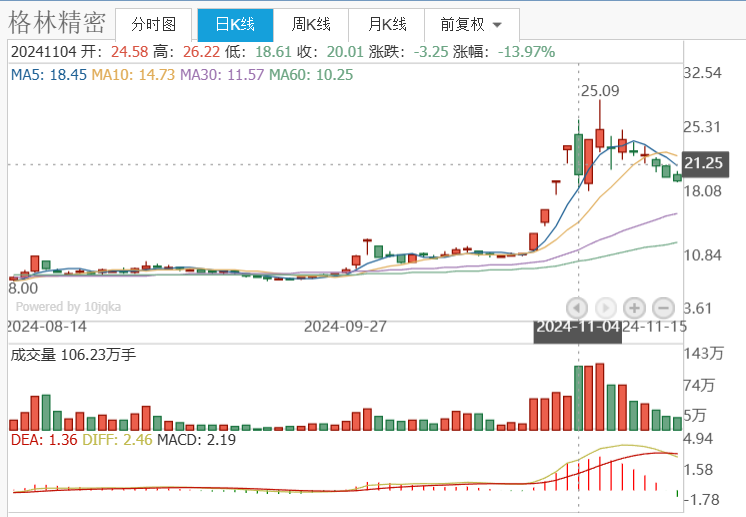 格林精密 分时图 日K线 周K线 月K线 前复权
20241104 开: 24.58 高: 26.22 低: 18.61 收: 20.01 涨跌: -3.25 涨幅: -13.97%
MA5: 18.45 MA10: 14.73 MA30: 11.57 MA60: 10.25
32.54
25.09
25.31
21.25
18.08
10.84
8.00
Powered by 10jqka
3.61
2024-08-14 2024-09-27 2024-11-04 24-11-15
成交量 106.23万手
143万
74万
5万
DEA: 1.36 DIFF: 2.46 MACD: 2.19
4.94
1.58
-1.78